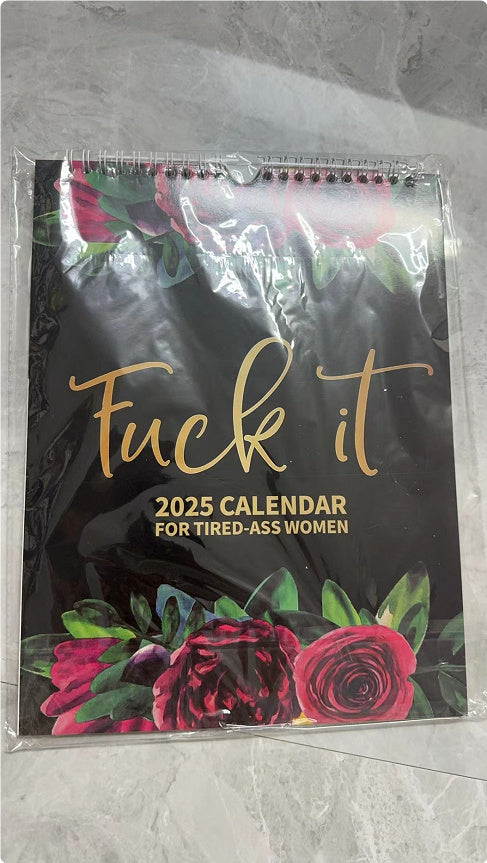 Fuck it
2025 CALENDAR
FOR TIRED-ASS WOMEN